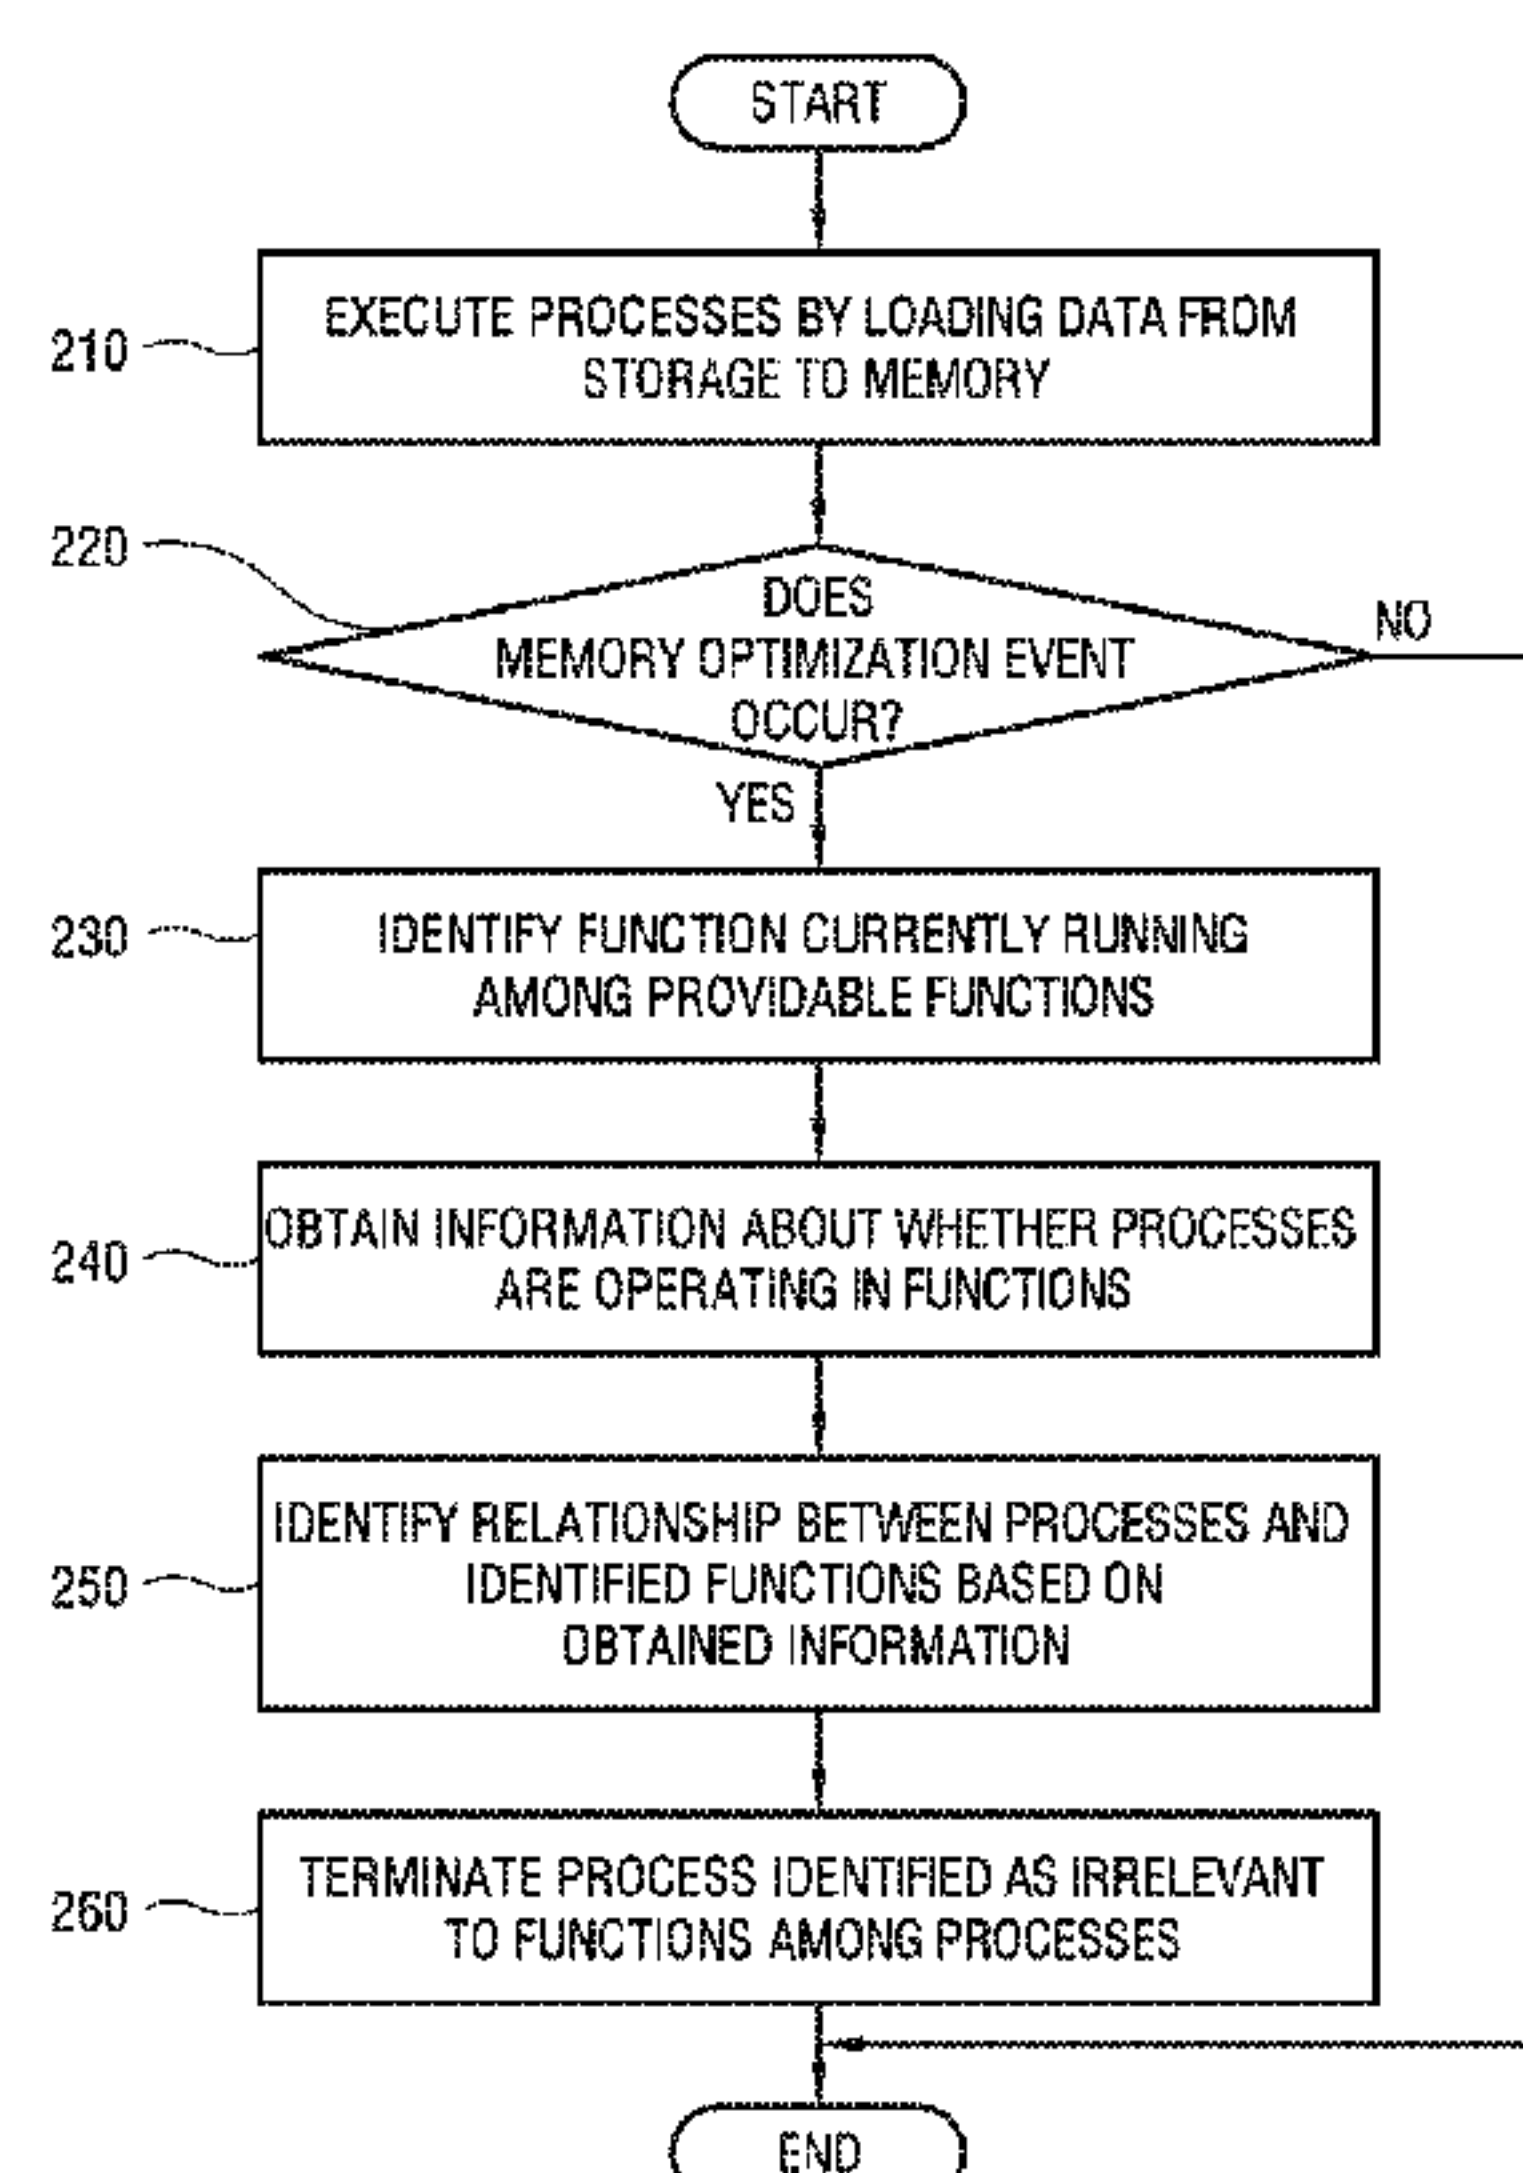 START
210
EXECUTE PROCESSES BY LOADING DATA FROM
STORAGE TO MEMORY
220
DOES
MEMORY OPTIMIZATION EVENT
OCCUR?
NO
YES
230
IDENTIFY FUNCTION CURRENTLY RUNNING
AMONG PROVIDABLE FUNCTIONS
240
OBTAIN INFORMATION ABOUT WHETHER PROCESSES
ARE OPERATING IN FUNCTIONS
250
IDENTIFY RELATIONSHIP BETWEEN PROCESSES AND
IDENTIFIED FUNCTIONS BASED ON
OBTAINED INFORMATION
260
TERMINATE PROCESS IDENTIFIED AS IRRELEVANT
TO FUNCTIONS AMONG PROCESSES
END